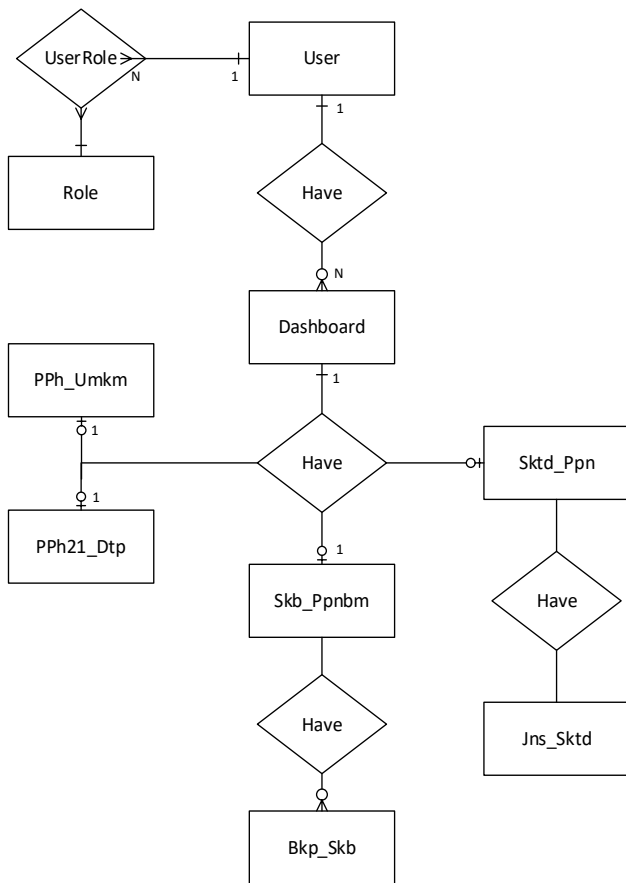 UserRole
N
1
User
1
Role
Have
N
Dashboard
1
PPh_Umkm
1
Have
Sktd_Ppn
1
PPh21_Dtp
1
Skb_Ppnbm
Have
Have
Jns_Sktd
Bkp_Skb